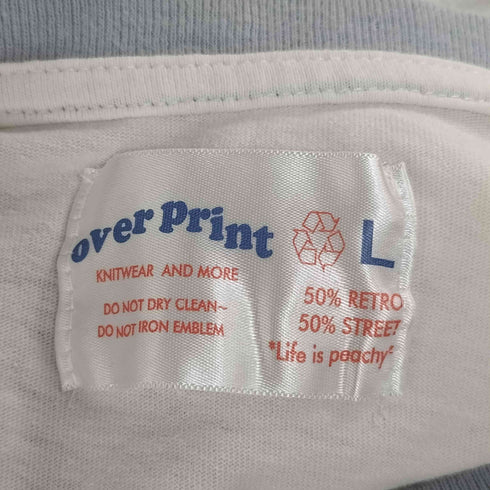 over print
L
KNITWEAR AND MORE
DO NOT DRY CLEAN~
DO NOT IRON EMBLEM
50% RETRO
50% STREET
"Life is peachy"